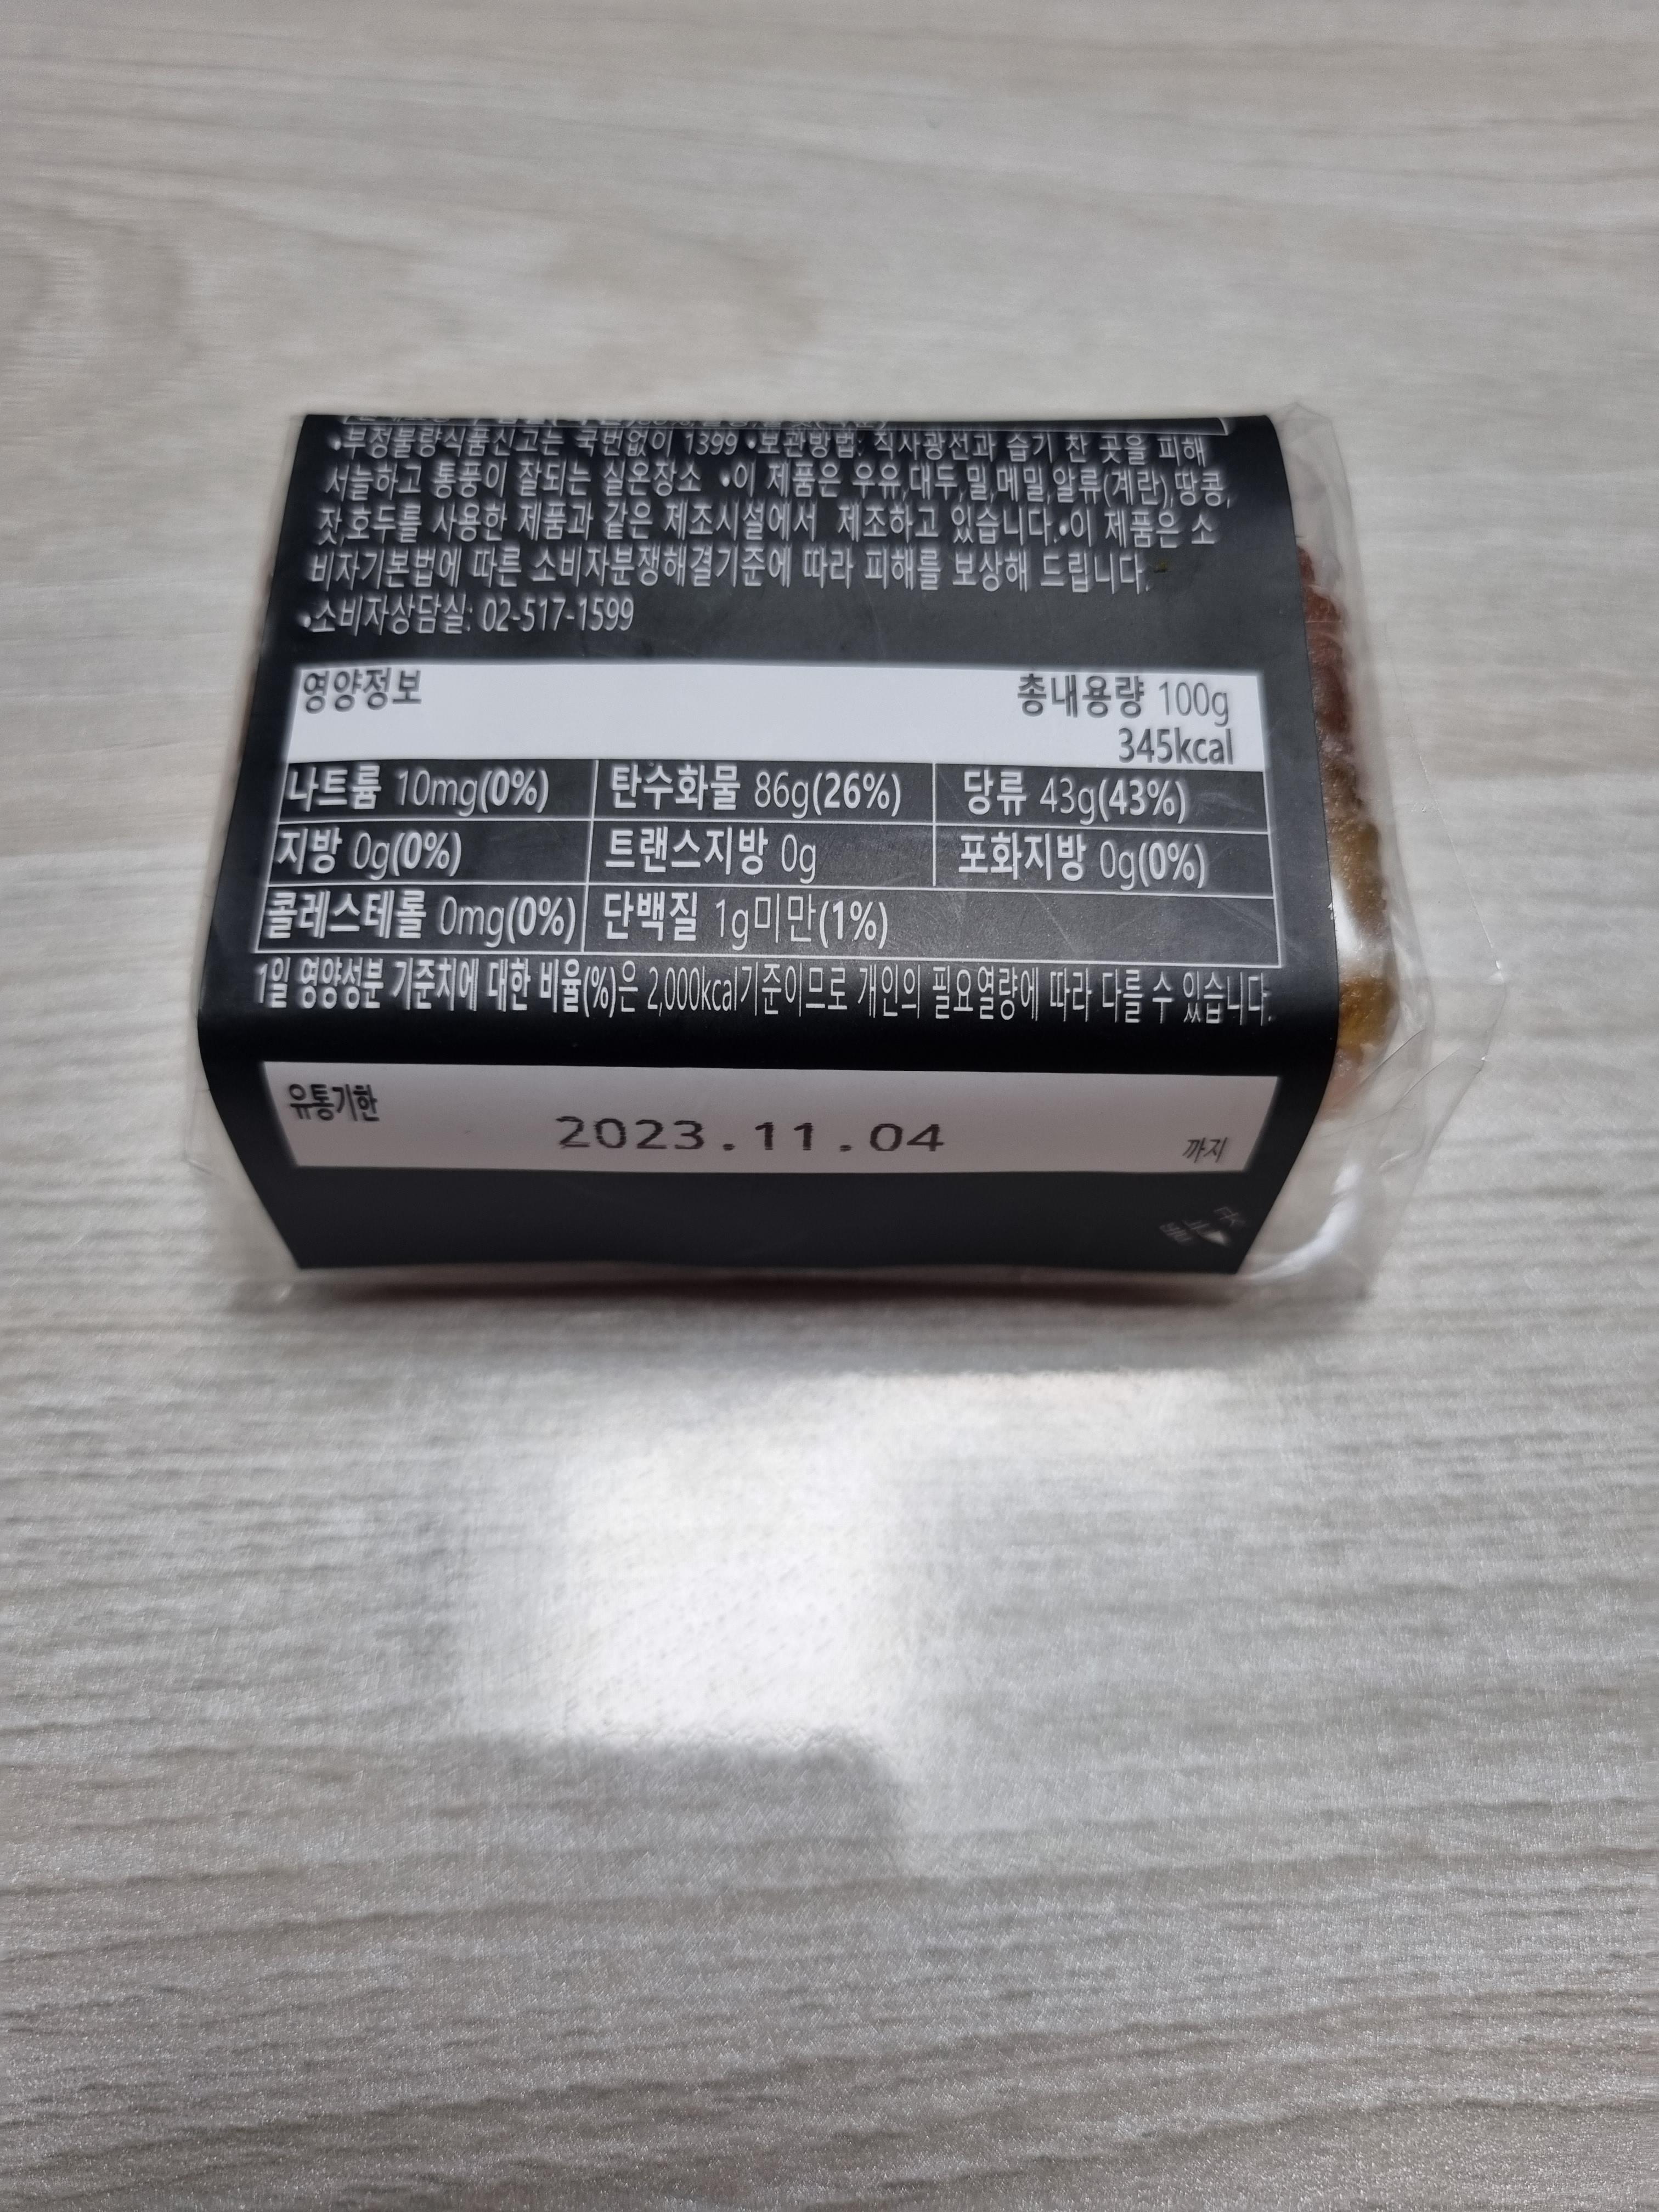 •부정불량식품신고는 국번없이 1399 •보관방법: 직사광선과 습기 찬 곳을 피해
서늘하고 통풍이 잘되는 실온장소 •이 제품은 우유,대두,밀,메밀,알류(계란),땅콩,
잣,호두를 사용한 제품과 같은 제조시설에서 제조하고 있습니다.•이 제품은 소
비자기본법에 따른 소비자분쟁해결기준에 따라 피해를 보상해 드립니다.
•소비자상담실: 02-517-1599
영양정보 총내용량 100g
345kcal
나트륨 10mg(0%) 탄수화물 86g(26%) 당류 43g(43%)
지방 0g(0%) 트랜스지방 0g 포화지방 0g(0%)
콜레스테롤 0mg(0%) 단백질 1g미만(1%)
1일 영양성분 기준치에 대한 비율(%)은 2,000kcal기준이므로 개인의 필요열량에 따라 다를 수 있습니다.
유통기한
2023.11.04
까지